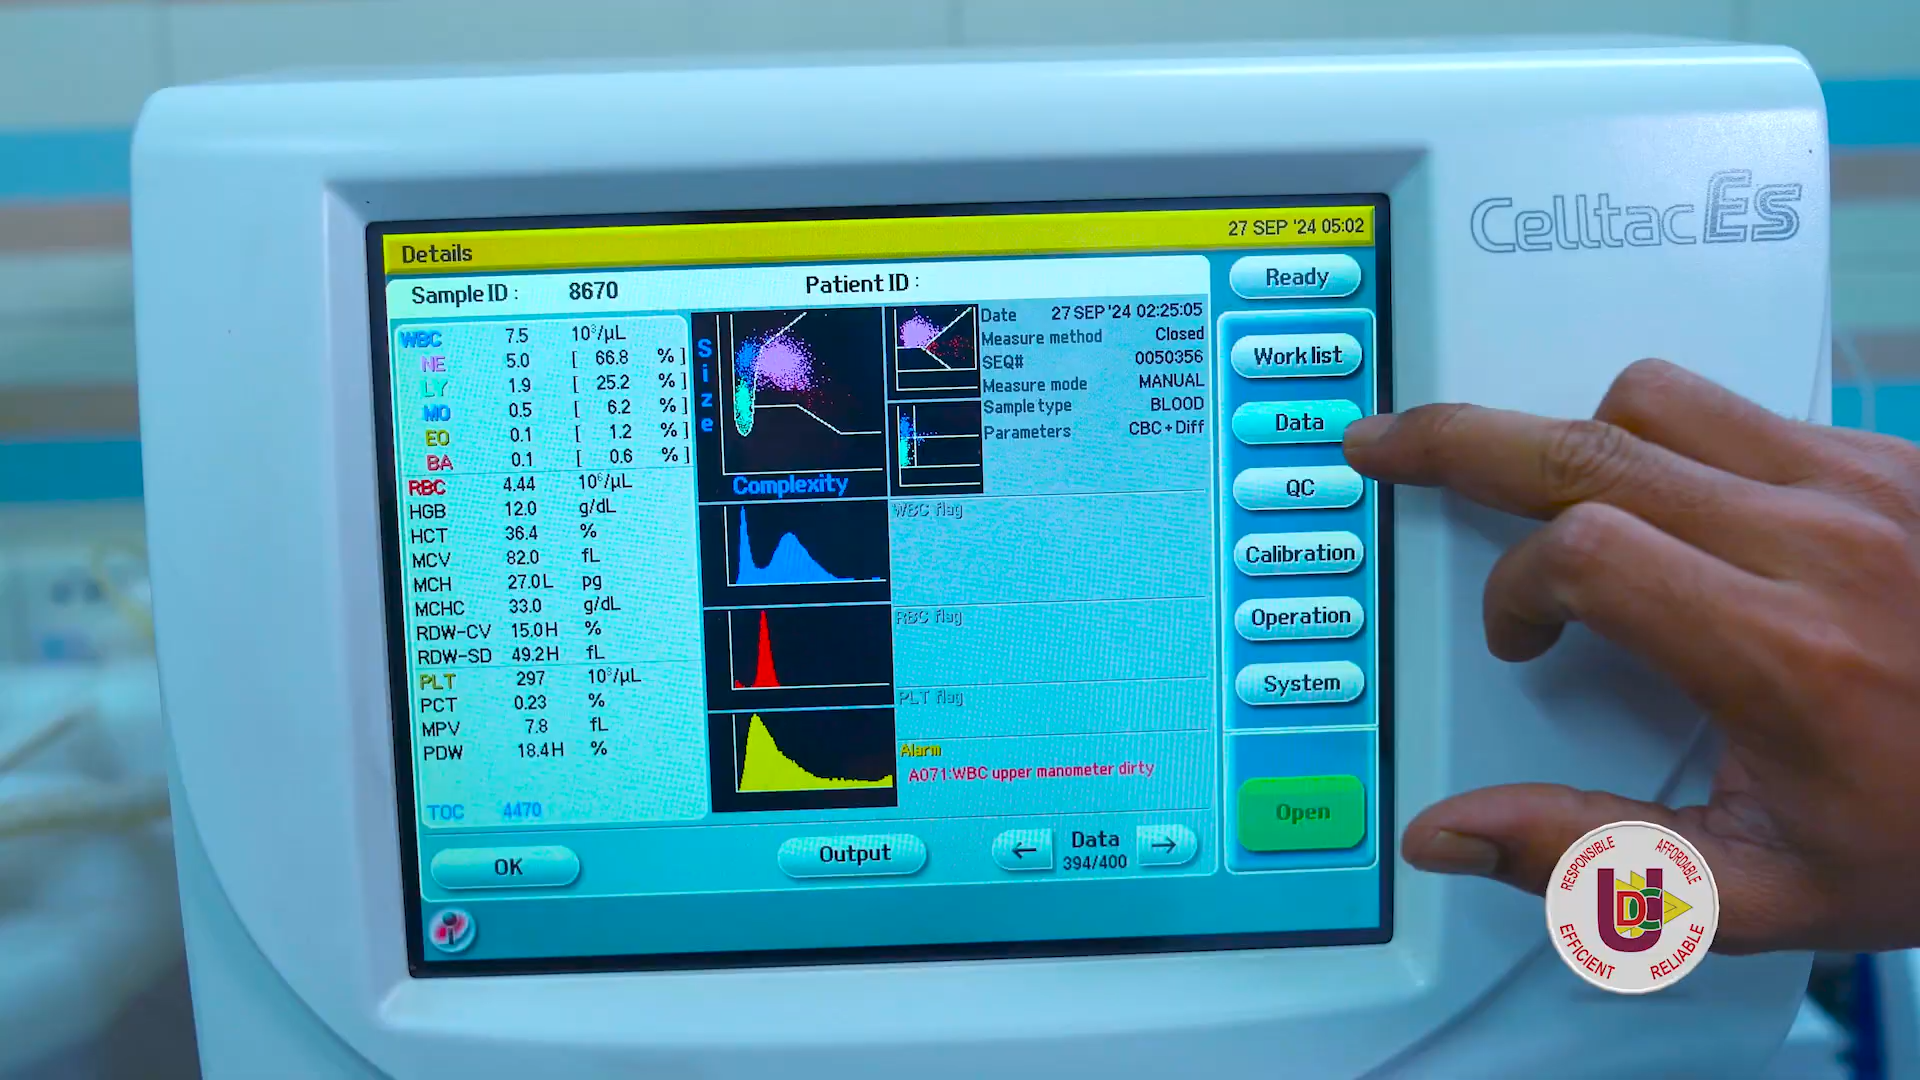 Celltac Es
Details
27 SEP '24 05:02
Sample ID : 8670
Patient ID :
Ready
WBC 7.5 10³/µL
NE 5.0 [ 66.8 % ]
LY 1.9 [ 25.2 % ]
MO 0.5 [ 6.2 % ]
EO 0.1 [ 1.2 % ]
BA 0.1 [ 0.6 % ]
RBC 4.44 10⁶/µL
HGB 12.0 g/dL
HCT 36.4 %
MCV 82.0 fL
MCH 27.0L pg
MCHC 33.0 g/dL
RDW-CV 15.0H %
RDW-SD 49.2H fL
PLT 297 10³/µL
PCT 0.23 %
MPV 7.8 fL
PDW 18.4H %
TOC 4470
Size
Complexity
Date 27 SEP '24 02:25:05
Measure method Closed
SEQ# 0050356
Measure mode MANUAL
Sample type BLOOD
Parameters CBC+Diff
WBC flag
RBC flag
PLT flag
Alarm
A071:WBC upper manometer dirty
Work list
Data
QC
Calibration
Operation
System
Open
OK
Output
← Data →
394/400
RESPONSIBLE
AFFORDABLE
UDC
EFFICIENT
RELIABLE